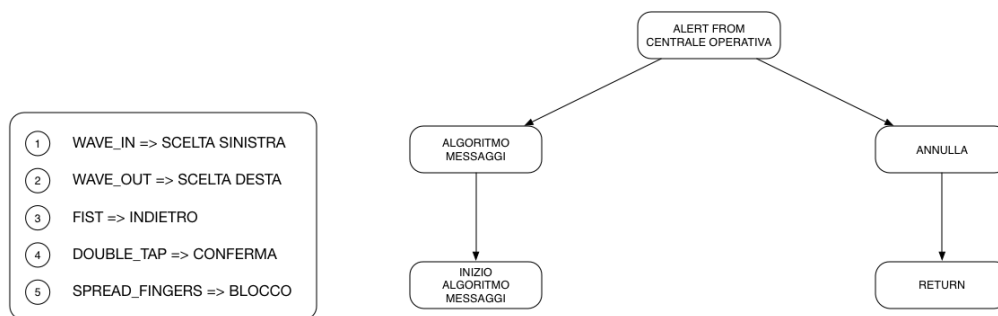 ALERT FROM
CENTRALE OPERATIVA
1 WAVE_IN => SCELTA SINISTRA
2 WAVE_OUT => SCELTA DESTA
3 FIST => INDIETRO
4 DOUBLE_TAP => CONFERMA
5 SPREAD_FINGERS => BLOCCO
ALGORITMO
MESSAGGI
ANNULLA
INIZIO
ALGORITMO
MESSAGGI
RETURN